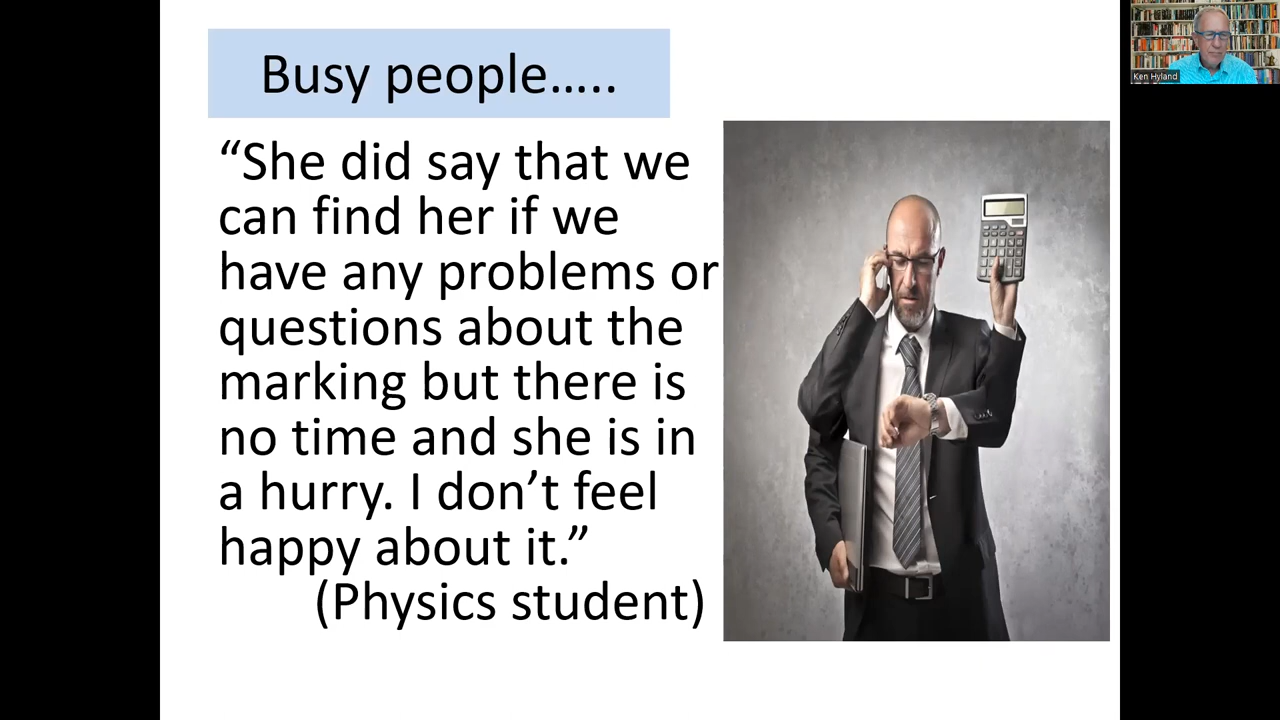 Busy people…..
“She did say that we
can find her if we
have any problems or
questions about the
marking but there is
no time and she is in
a hurry. I don’t feel
happy about it.”
(Physics student)
Ken Hyland